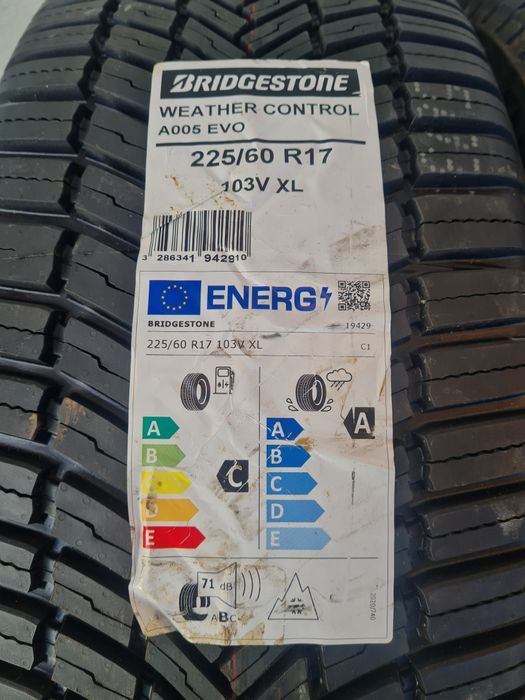 BRIDGESTONE
WEATHER CONTROL
A005 EVO
225/60 R17
103V XL
3 286341 942910
ENERG
BRIDGESTONE 19429
225/60 R17 103V XL C1
A A A
B B
C C C
D D
E E
71 dB
ABC
2020/740